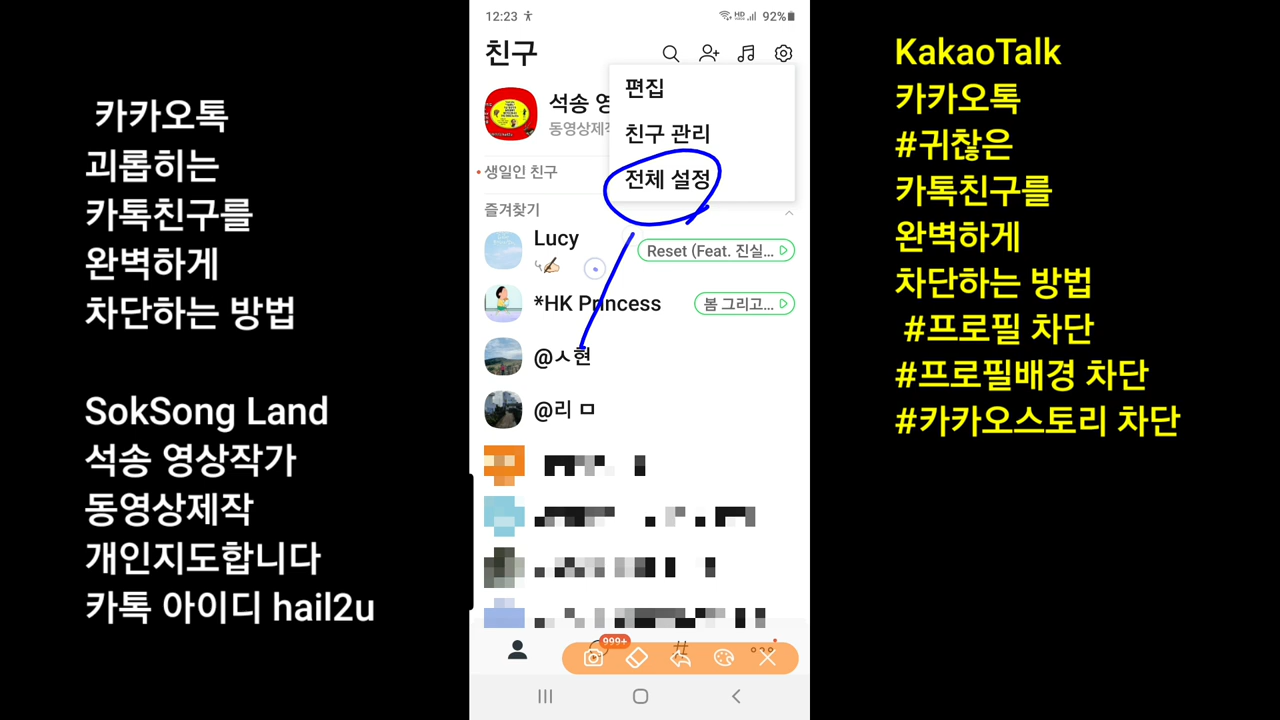 카카오톡
괴롭히는
카톡친구를
완벽하게
차단하는 방법
SokSong Land
석송 영상작가
동영상제작
개인지도합니다
카톡 아이디 hail2u
12:23
92%
친구
편집
친구 관리
전체 설정
석송 영
동영상제작
생일인 친구
즐겨찾기
Lucy
Reset (Feat. 진실...
*HK Princess
봄 그리고...
@ㅅ현
@리 ㅁ
999+
KakaoTalk
카카오톡
#귀찮은
카톡친구를
완벽하게
차단하는 방법
#프로필 차단
#프로필배경 차단
#카카오스토리 차단